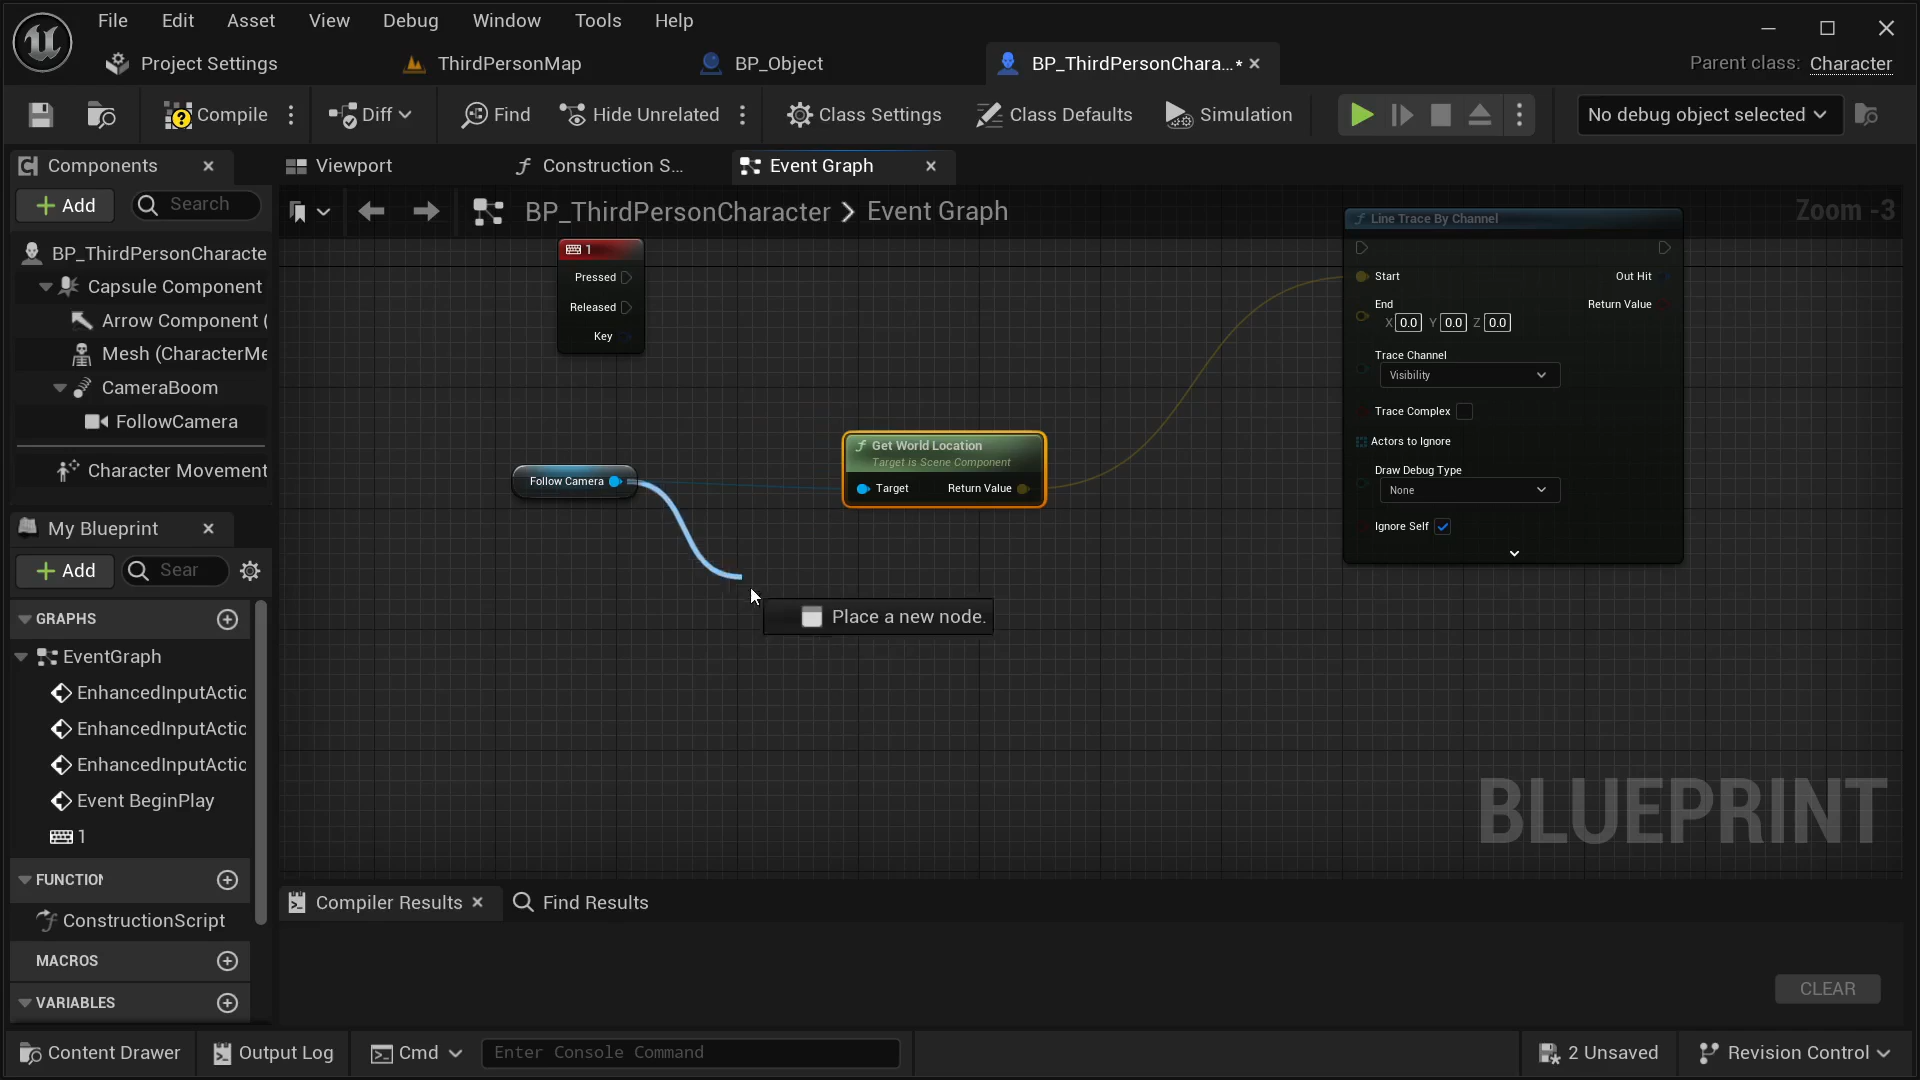 File Edit Asset View Debug Window Tools Help
Project Settings
ThirdPersonMap
BP_Object
BP_ThirdPersonChara...*
Parent class: Character
Compile
Diff
Find
Hide Unrelated
Class Settings
Class Defaults
Simulation
No debug object selected
Components
Viewport
Construction S...
Event Graph
Add
Search
BP_ThirdPersonCharacter > Event Graph
Zoom -3
BP_ThirdPersonCharacte
Capsule Component
Arrow Component (
Mesh (CharacterMe
CameraBoom
FollowCamera
Character Movement
1
Pressed
Released
Key
Follow Camera
Get World Location
Target is Scene Component
Target
Return Value
Place a new node.
Line Trace By Channel
Start
Out Hit
End
Return Value
X 0.0 Y 0.0 Z 0.0
Trace Channel
Visibility
Trace Complex
Actors to Ignore
Draw Debug Type
None
Ignore Self
BLUEPRINT
My Blueprint
Add
Sear
GRAPHS
EventGraph
EnhancedInputActic
EnhancedInputActic
EnhancedInputActic
Event BeginPlay
1
FUNCTION
ConstructionScript
MACROS
VARIABLES
Compiler Results
Find Results
CLEAR
Content Drawer
Output Log
Cmd
Enter Console Command
2 Unsaved
Revision Control